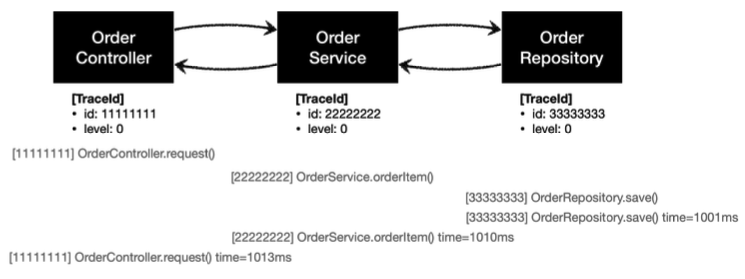 Order
Controller
Order
Service
Order
Repository
[TraceId]
• id: 11111111
• level: 0
[TraceId]
• id: 22222222
• level: 0
[TraceId]
• id: 33333333
• level: 0
[11111111] OrderController.request()
[22222222] OrderService.orderItem()
[33333333] OrderRepository.save()
[33333333] OrderRepository.save() time=1001ms
[22222222] OrderService.orderItem() time=1010ms
[11111111] OrderController.request() time=1013ms